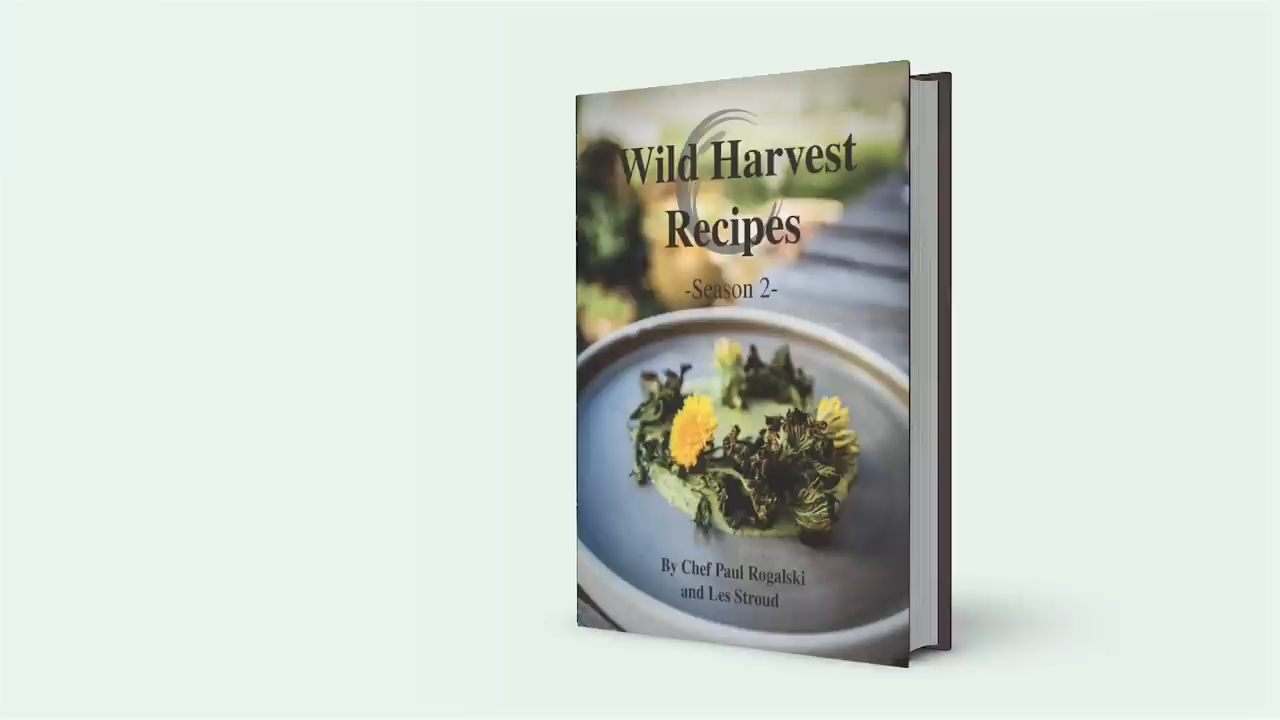 Wild Harvest
Recipes
-Season 2-
By Chef Paul Rogalski
and Les Stroud